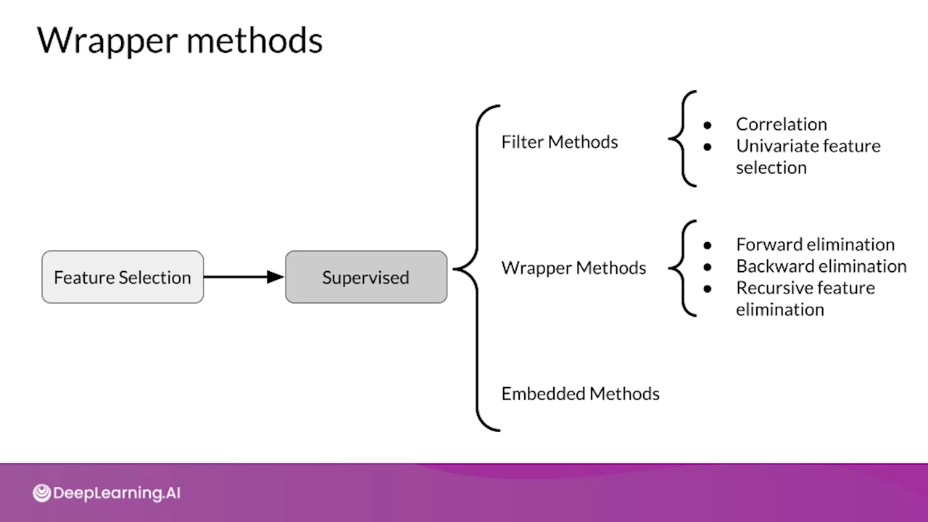 Wrapper methods
Filter Methods
● Correlation
● Univariate feature
selection
Feature Selection
Supervised
Wrapper Methods
● Forward elimination
● Backward elimination
● Recursive feature
elimination
Embedded Methods
DeepLearning.AI